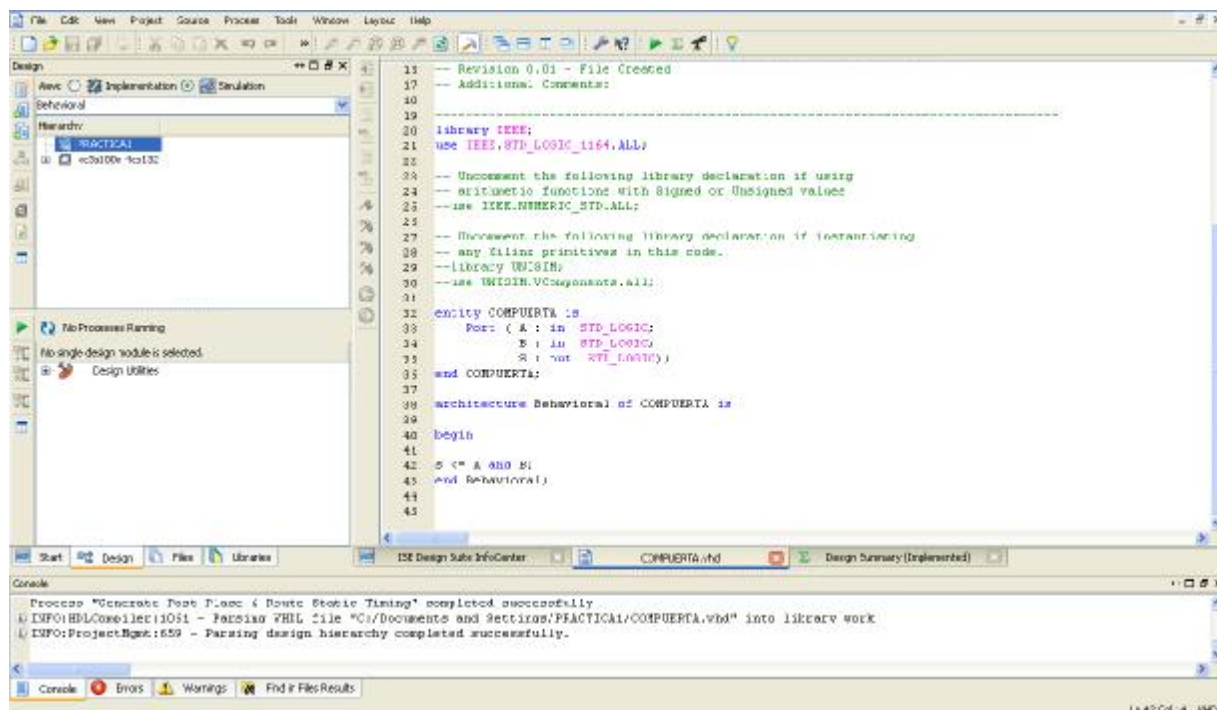 File Edit View Project Source Process Tools Window Layout Help
Design
View: Implementation Simulation
Behavioral
Hierarchy
PRACTICA1
No Processes Running
No single design module is selected.
Design Utilities
-- Revision 0.01 - File Created
17 -- Additional Comments:
19
20 library IEEE;
21 use IEEE.STD_LOGIC_1164.ALL;
22
23 -- Uncomment the following library declaration if using
24 -- arithmetic functions with Signed or Unsigned values
25 --use IEEE.NUMERIC_STD.ALL;
27 -- Uncomment the following library declaration if instantiating
28 -- any Xilinx primitives in this code.
29 --library UNISIM;
30 --use UNISIM.VComponents.all;
31
32 entity COMPUERTA is
33 Port ( A : in STD_LOGIC;
34 B : in STD_LOGIC;
S : out STD_LOGIC);
end COMPUERTA;
37
38 architecture Behavioral of COMPUERTA is
39
40 begin
41
42 S <= A and B;
43 end Behavioral;
44
45
Start Design Files Libraries
ISE Design Suite InfoCenter COMPUERTA.vhd Design Summary (Implemented)
Console
Process "Generate Post-Place & Route Static Timing" completed successfully
INFO:HDLCompiler:1061 - Parsing VHDL file "C:/Documents and Settings/PRACTICA1/COMPUERTA.vhd" into library work
INFO:ProjectMgmt:659 - Parsing design hierarchy completed successfully.
Console Errors Warnings Find in Files Results